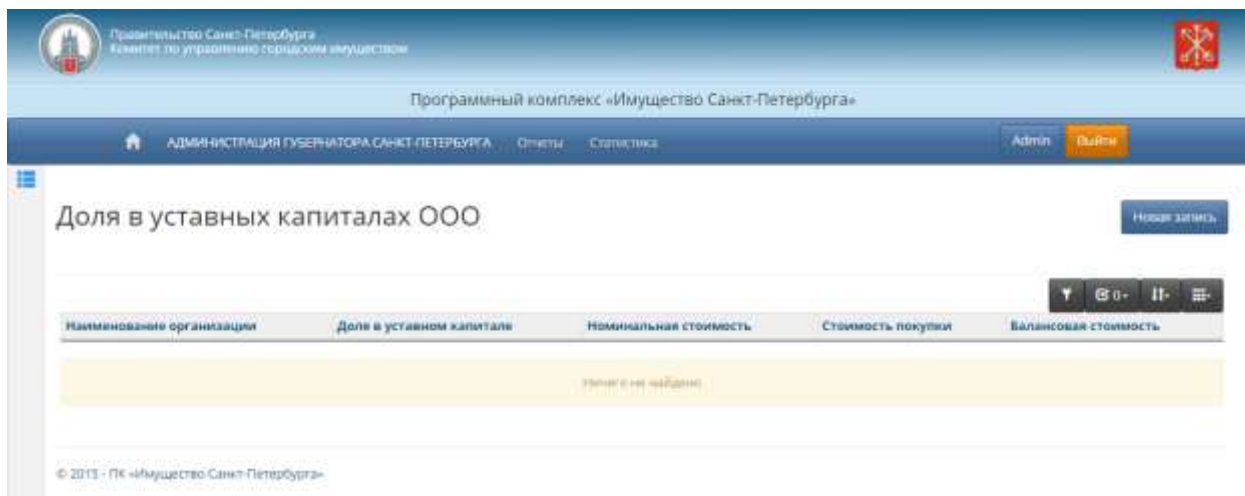 Правительство Санкт-Петербурга
Комитет по управлению городским имуществом
Программный комплекс «Имущество Санкт-Петербурга»
АДМИНИСТРАЦИЯ ГУБЕРНАТОРА САНКТ-ПЕТЕРБУРГА Отчеты Статистика Admin Выйти
Доля в уставных капиталах ООО
Новая запись
0
Наименование организации Доля в уставном капитале Номинальная стоимость Стоимость покупки Балансовая стоимость
Ничего не найдено
© 2015 - ПК «Имущество Санкт-Петербурга»